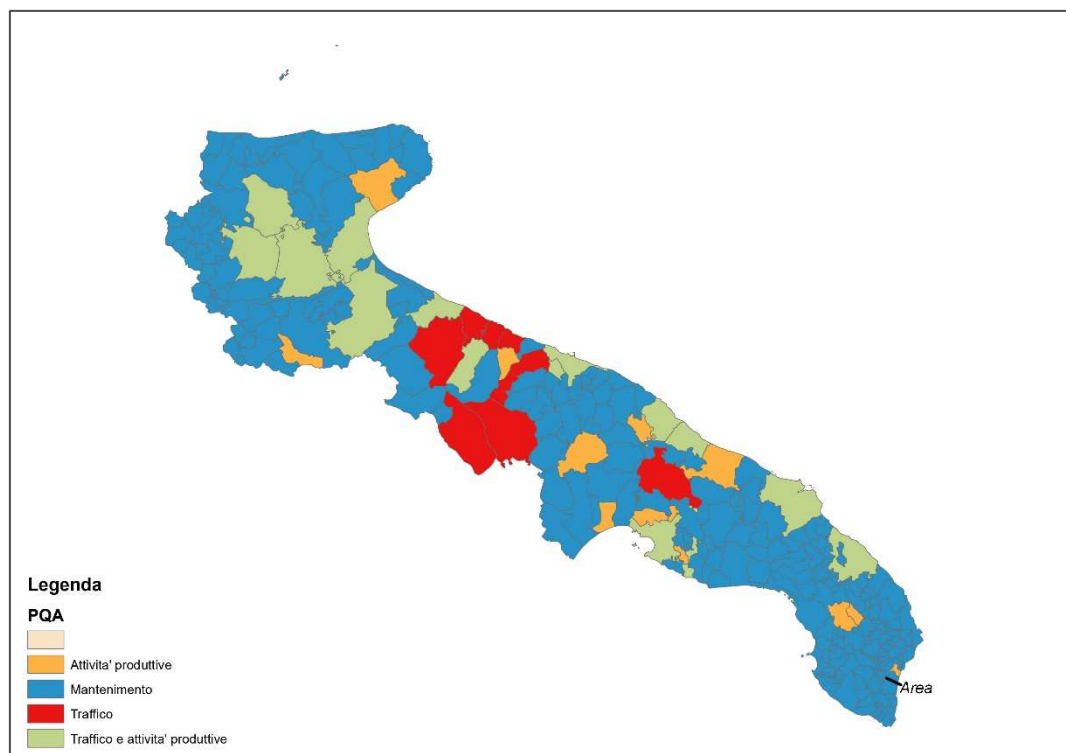 Legenda
PQA
Attivita' produttive
Mantenimento
Traffico
Traffico e attivita' produttive
Area